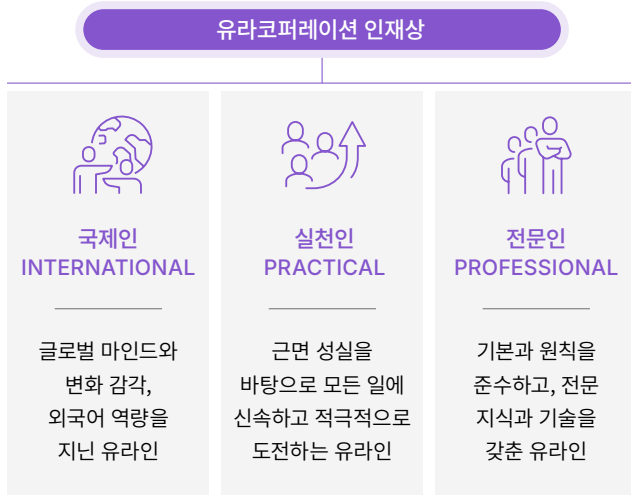 유라코퍼레이션 인재상
국제인
INTERNATIONAL
글로벌 마인드와
변화 감각,
외국어 역량을
지닌 유라인
실천인
PRACTICAL
근면 성실을
바탕으로 모든 일에
신속하고 적극적으로
도전하는 유라인
전문인
PROFESSIONAL
기본과 원칙을
준수하고, 전문
지식과 기술을
갖춘 유라인